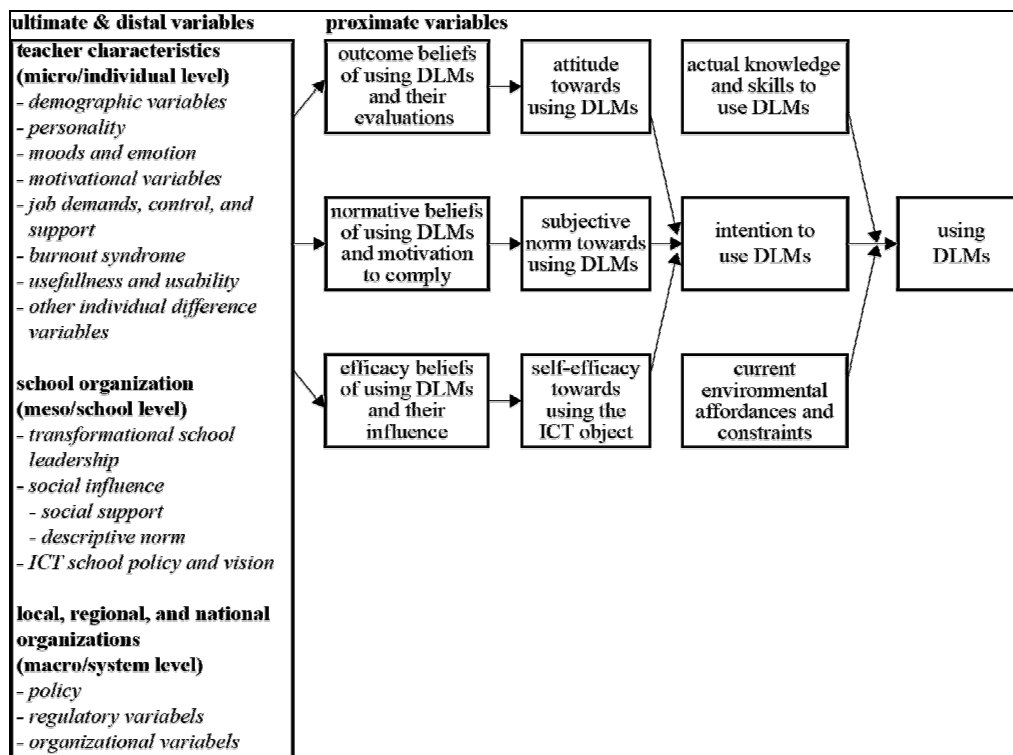 ultimate & distal variables
teacher characteristics
(micro/individual level)
- demographic variables
- personality
- moods and emotion
- motivational variables
- job demands, control, and
support
- burnout syndrome
- usefullness and usability
- other individual difference
variables
school organization
(meso/school level)
- transformational school
leadership
- social influence
- social support
- descriptive norm
- ICT school policy and vision
local, regional, and national
organizations
(macro/system level)
- policy
- regulatory variabels
- organizational variabels
proximate variables
outcome beliefs
of using DLMs
and their
evaluations
attitude
towards
using DLMs
actual knowledge
and skills to
use DLMs
normative beliefs
of using DLMs
and motivation
to comply
subjective
norm towards
using DLMs
intention to
use DLMs
using
DLMs
efficacy beliefs
of using DLMs
and their
influence
self-efficacy
towards
using the
ICT object
current
environmental
affordances and
constraints